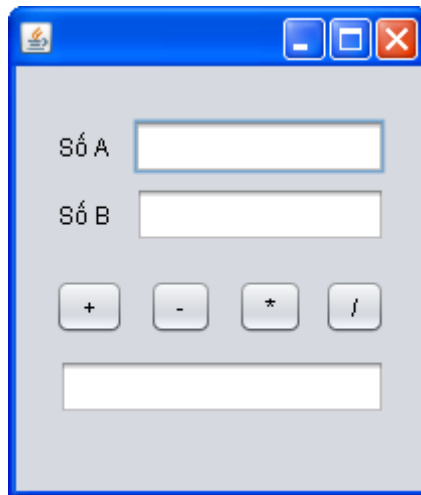 Số A
Số B
+ - * /